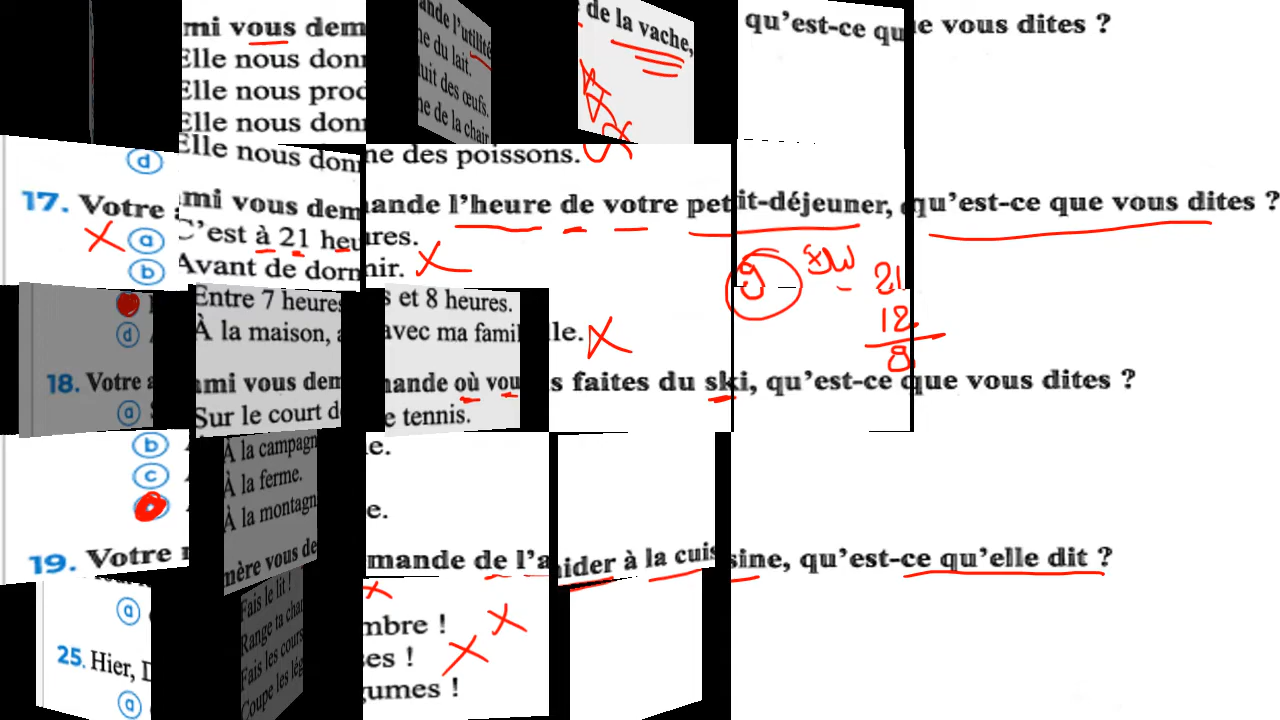 mi vous dem ande l'utilité de la vache, qu'est-ce que vous dites ?
Elle nous don ne du lait.
Elle nous prod uit des œufs.
Elle nous donn ne de la chair
d Elle nous donn ne des poissons.
17. Votre ami vous demande l'heure de votre petit-déjeuner, qu'est-ce que vous dites ?
a C'est à 21 heures.
b Avant de dormir.
Entre 7 heures et 8 heures.
d À la maison, avec ma famille.
9
21
12
18. Votre ami vous demande où vous faites du ski, qu'est-ce que vous dites ?
a Sur le court de tennis.
b À la campagne.
c À la ferme.
À la montagne.
19. Votre mère vous demande de l'aider à la cuisine, qu'est-ce qu'elle dit ?
a Fais le lit !
Range ta chambre !
25. Hier, D Fais les courses !
a Coupe les légumes !